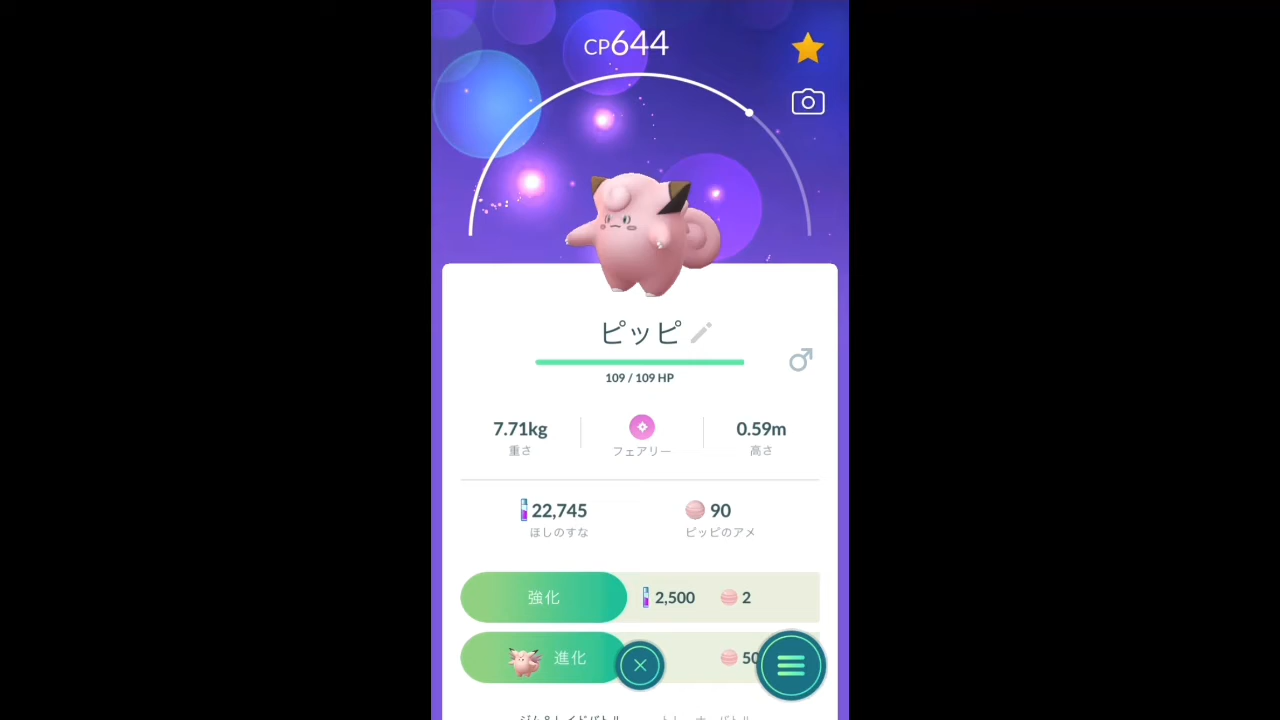 CP644
ピッピ
109 / 109 HP
7.71kg
重さ
フェアリー
0.59m
高さ
22,745
ほしのすな
90
ピッピのアメ
強化
2,500
2
進化
50